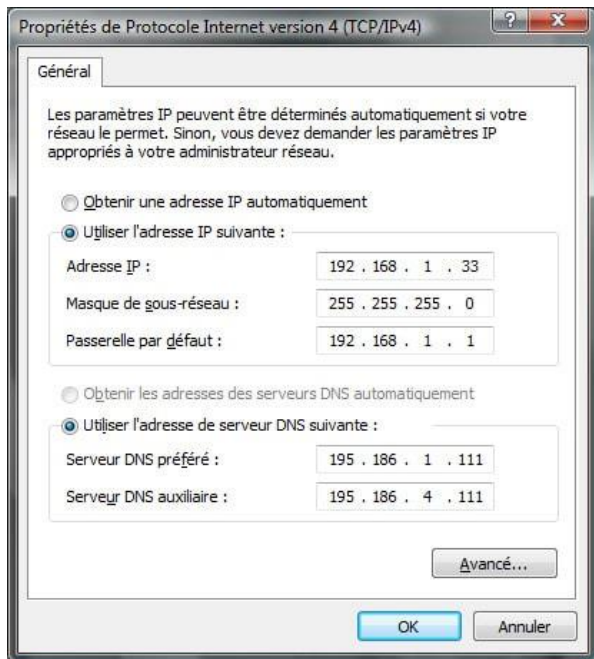 Propriétés de Protocole Internet version 4 (TCP/IPv4)
Général
Les paramètres IP peuvent être déterminés automatiquement si votre
réseau le permet. Sinon, vous devez demander les paramètres IP
appropriés à votre administrateur réseau.
Obtenir une adresse IP automatiquement
Utiliser l'adresse IP suivante :
Adresse IP : 192 . 168 . 1 . 33
Masque de sous-réseau : 255 . 255 . 255 . 0
Passerelle par défaut : 192 . 168 . 1 . 1
Obtenir les adresses des serveurs DNS automatiquement
Utiliser l'adresse de serveur DNS suivante :
Serveur DNS préféré : 195 . 186 . 1 . 111
Serveur DNS auxiliaire : 195 . 186 . 4 . 111
Avancé...
OK Annuler